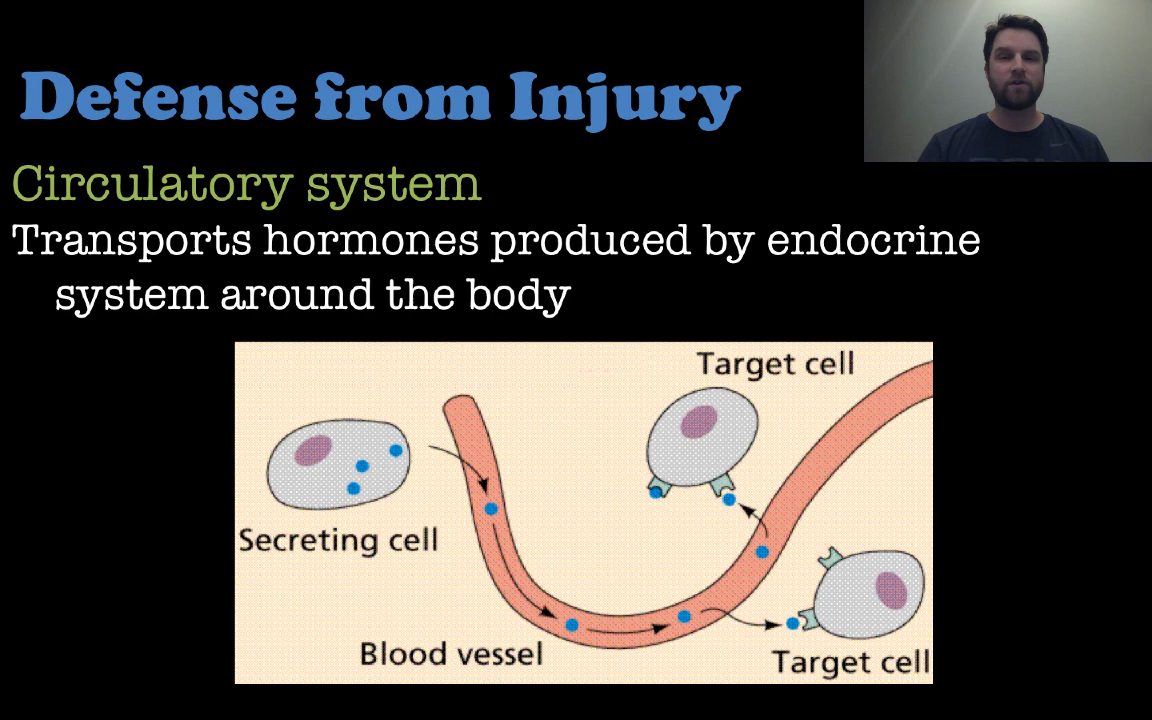 Defense from Injury
Circulatory system
Transports hormones produced by endocrine
system around the body
Target cell
Secreting cell
Blood vessel
Target cell